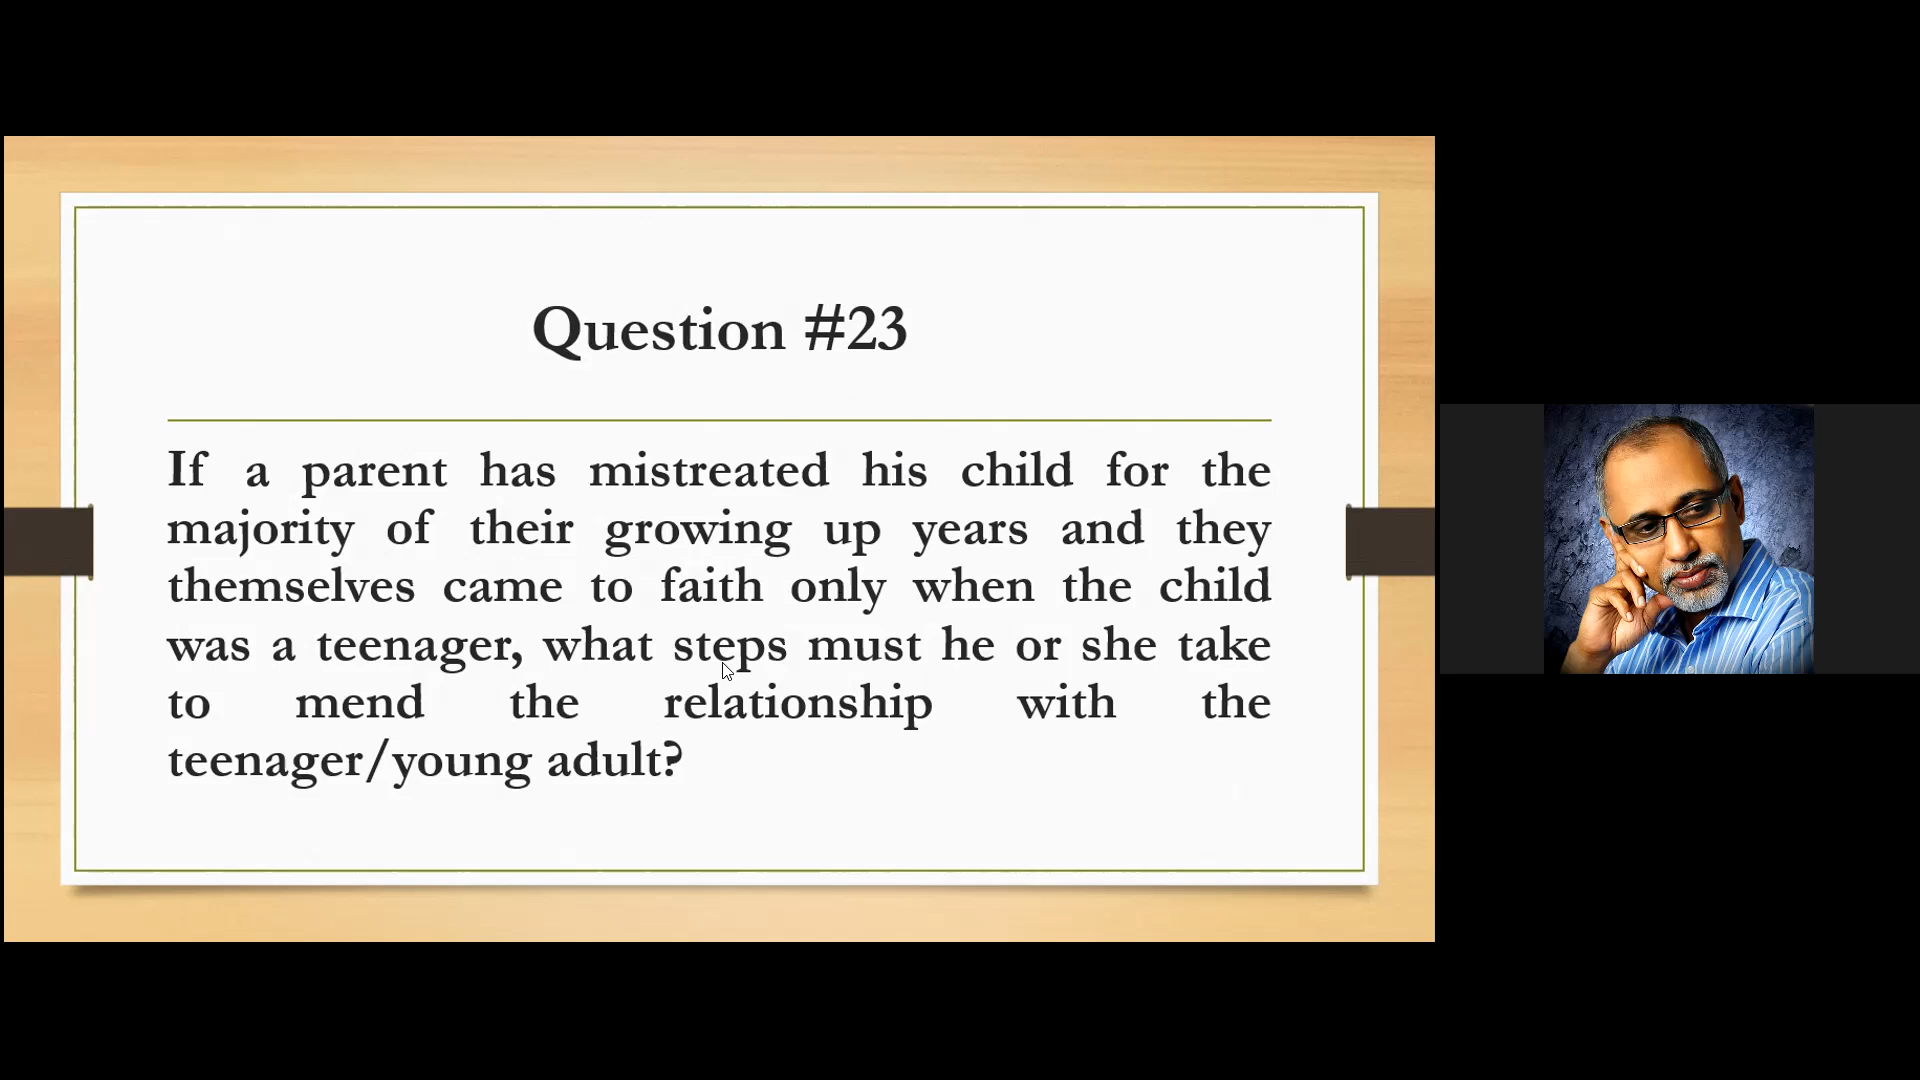 Question #23
If a parent has mistreated his child for the
majority of their growing up years and they
themselves came to faith only when the child
was a teenager, what steps must he or she take
to mend the relationship with the
teenager/young adult?